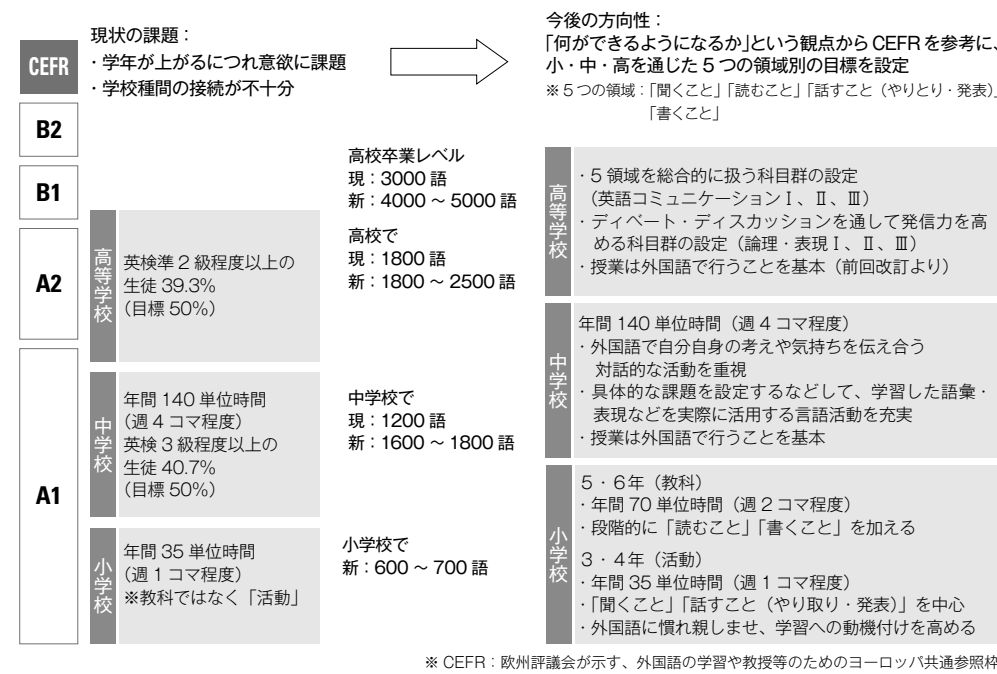 CEFR
現状の課題：
・学年が上がるにつれ意欲に課題
・学校種間の接続が不十分
今後の方向性：
「何ができるようになるか」という観点から CEFR を参考に、
小・中・高を通じた 5 つの領域別の目標を設定
※ 5 つの領域：「聞くこと」「読むこと」「話すこと（やりとり・発表）」
「書くこと」
B2
B1
A2
A1
高等学校
英検準 2 級程度以上の
生徒 39.3%
（目標 50%）
中学校
年間 140 単位時間
（週 4 コマ程度）
英検 3 級程度以上の
生徒 40.7%
（目標 50%）
小学校
年間 35 単位時間
（週 1 コマ程度）
※教科ではなく「活動」
高校卒業レベル
現：3000 語
新：4000 ～ 5000 語
高校で
現：1800 語
新：1800 ～ 2500 語
中学校で
現：1200 語
新：1600 ～ 1800 語
小学校で
新：600 ～ 700 語
高等学校
・5 領域を総合的に扱う科目群の設定
（英語コミュニケーションⅠ、Ⅱ、Ⅲ）
・ディベート・ディスカッションを通して発信力を高
める科目群の設定（論理・表現Ⅰ、Ⅱ、Ⅲ）
・授業は外国語で行うことを基本（前回改訂より）
中学校
年間 140 単位時間（週 4 コマ程度）
・外国語で自分自身の考えや気持ちを伝え合う
対話的な活動を重視
・具体的な課題を設定するなどして、学習した語彙・
表現などを実際に活用する言語活動を充実
・授業は外国語で行うことを基本
小学校
5・6年（教科）
・年間 70 単位時間（週 2 コマ程度）
・段階的に「読むこと」「書くこと」を加える
3・4年（活動）
・年間 35 単位時間（週 1 コマ程度）
・「聞くこと」「話すこと（やり取り・発表）」を中心
・外国語に慣れ親しませ、学習への動機付けを高める
※ CEFR：欧州評議会が示す、外国語の学習や教授等のためのヨーロッパ共通参照枠